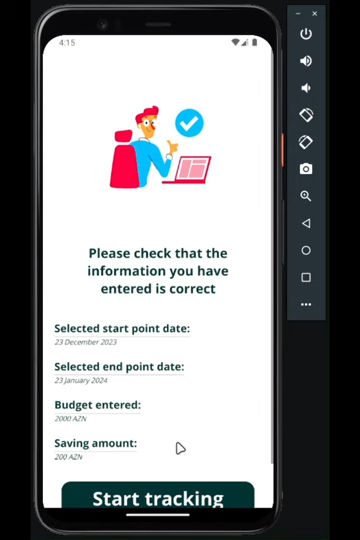 4:15
Please check that the
information you have
entered is correct
Selected start point date:
23 December 2023
Selected end point date:
23 January 2024
Budget entered:
2000 AZN
Saving amount:
200 AZN
Start tracking